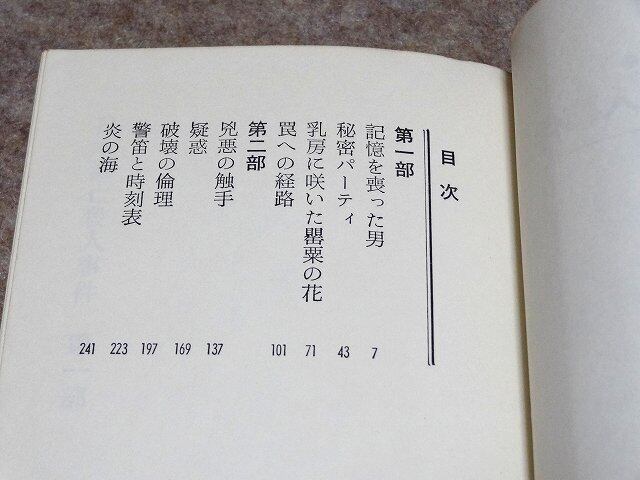 目次
第一部
記憶を喪った男 7
秘密パーティ 43
乳房に咲いた罌粟の花 71
罠への経路 101
第二部
兇悪の触手 137
疑惑 169
破壊の倫理 197
警笛と時刻表 223
炎の海 241